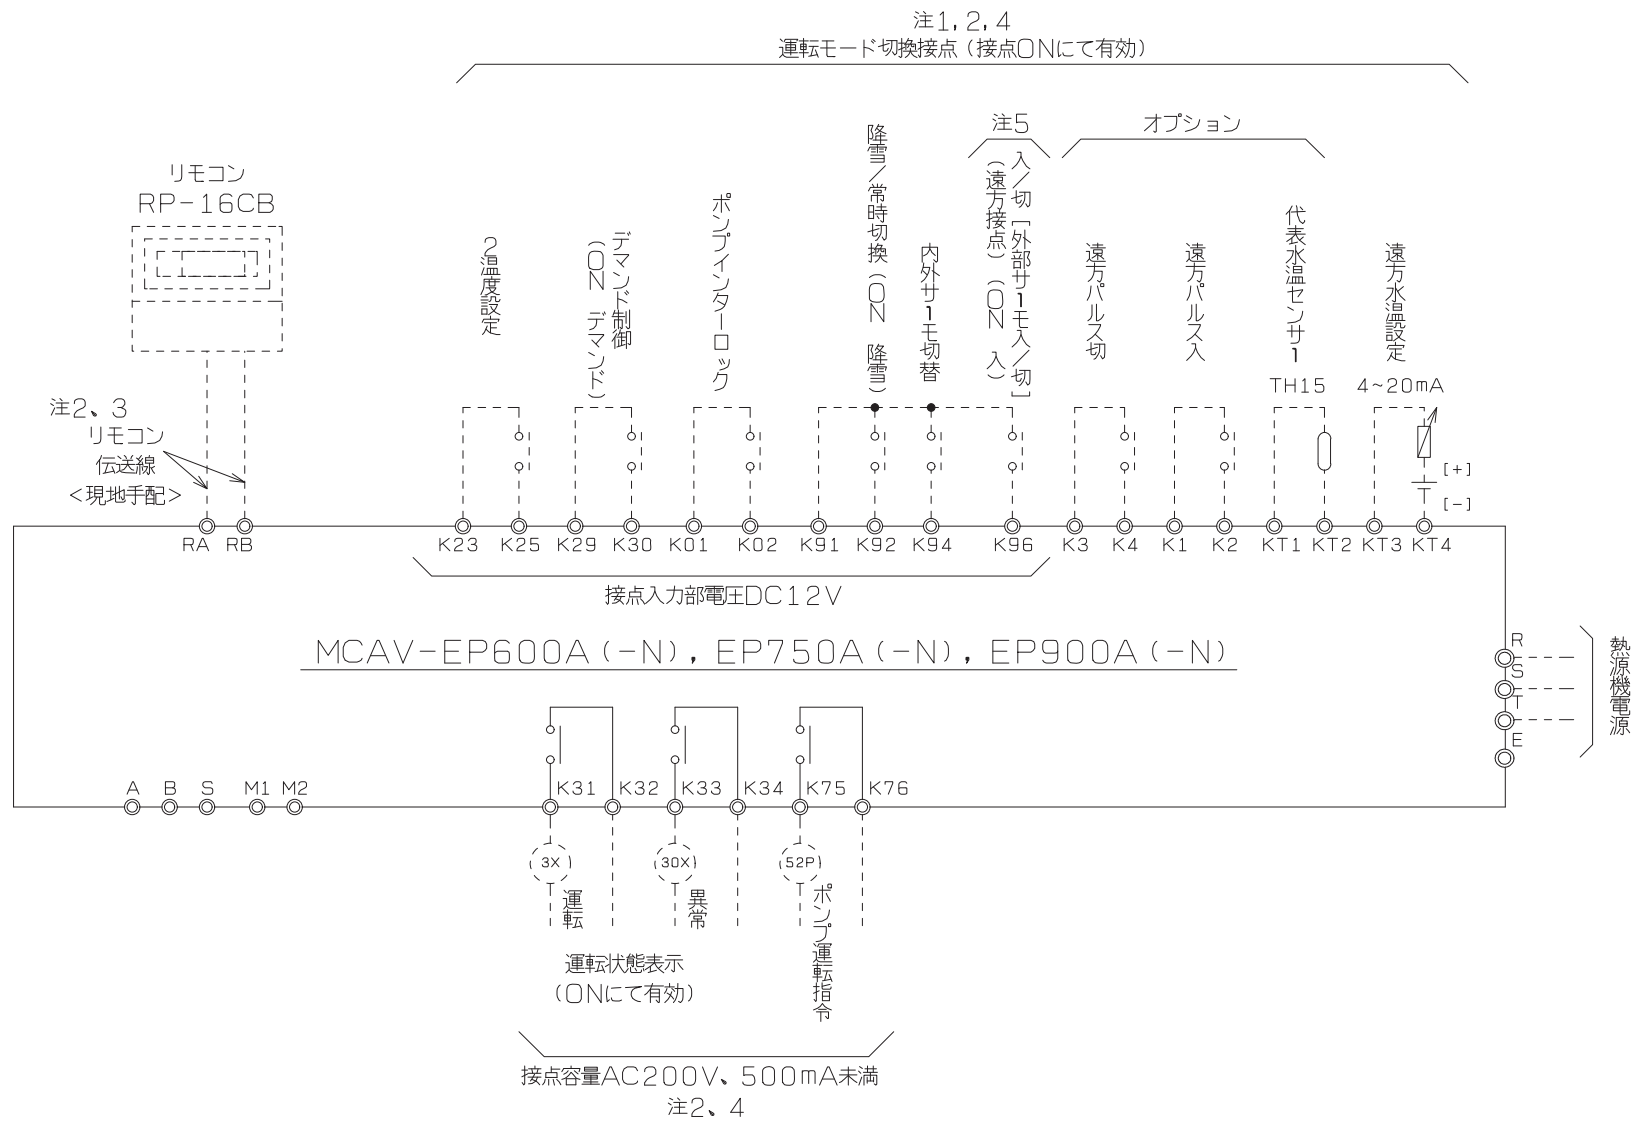 注1,2,4
運転モード切換接点(接点ONにて有効)
注5
オプション
リモコン
RP-16CB
2温度設定
デマンド制御
(ON デマンド)
ポンプインターロック
降雪/常時切換(ON 降雪)
内外サーモ切替
入/切[外部サーモ入/切]
(遠方接点)(ON 入)
遠方パルス切
遠方パルス入
代表水温センサー
TH15
遠方水温設定
4~20mA
[+]
[-]
注2、3
リモコン
伝送線
<現地手配>
RA RB K23 K25 K29 K30 K01 K02 K91 K92 K94 K96 K3 K4 K1 K2 KT1 KT2 KT3 KT4
接点入力部電圧DC12V
MCAV-EP600A(-N),EP750A(-N),EP900A(-N)
R
S
T
E
熱源機電源
A B S M1 M2 K31 K32 K33 K34 K75 K76
3X 30X 52P
運転
異常
ポンプ運転指令
運転状態表示
(ONにて有効)
接点容量AC200V、500mA未満
注2、4